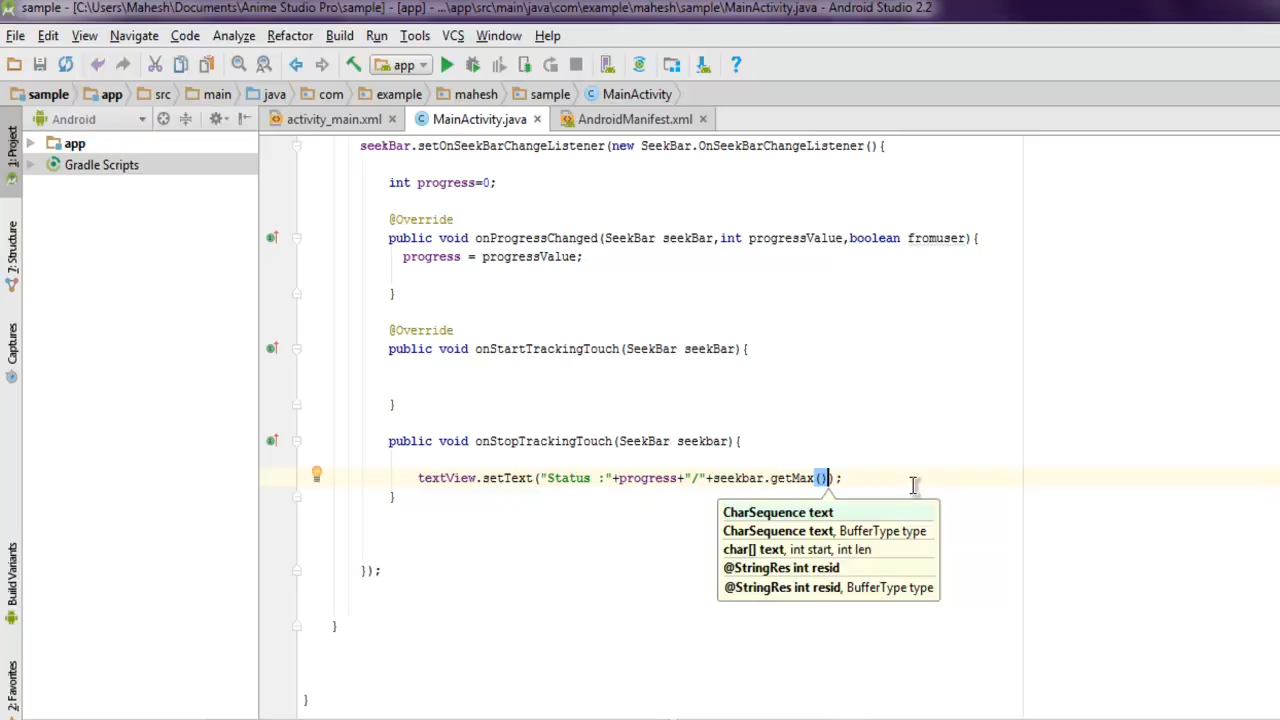 sample - [C:\Users\Mahesh\Documents\Anime Studio Pro\sample] - [app] - ...\app\src\main\java\com\example\mahesh\sample\MainActivity.java - Android Studio 2.2
File Edit View Navigate Code Analyze Refactor Build Run Tools VCS Window Help
app
sample app src main java com example mahesh sample MainActivity
Android
activity_main.xml MainActivity.java AndroidManifest.xml
1: Project
7: Structure
Captures
Build Variants
2: Favorites
app
Gradle Scripts
seekBar.setOnSeekBarChangeListener(new SeekBar.OnSeekBarChangeListener(){
int progress=0;
@Override
public void onProgressChanged(SeekBar seekBar,int progressValue,boolean fromuser){
progress = progressValue;
}
@Override
public void onStartTrackingTouch(SeekBar seekBar){
}
public void onStopTrackingTouch(SeekBar seekbar){
textView.setText("Status :"+progress+"/"+seekbar.getMax());
}
CharSequence text
CharSequence text, BufferType type
char[] text, int start, int len
@StringRes int resid
@StringRes int resid, BufferType type
});
}
}